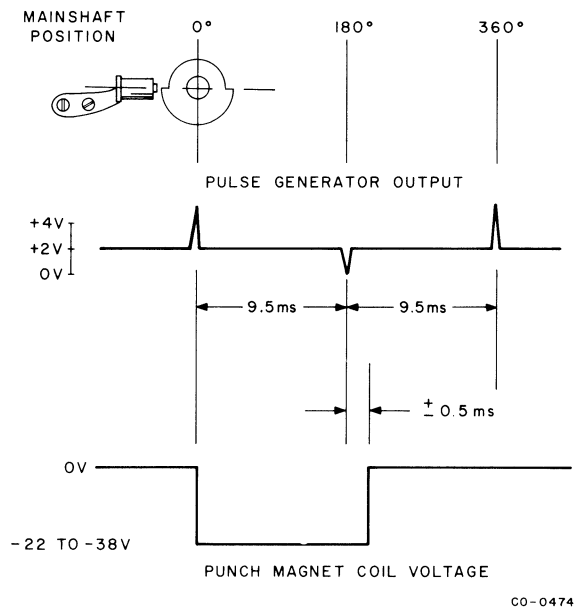 MAINSHAFT
POSITION
0°
180°
360°
PULSE GENERATOR OUTPUT
+4V
+2V
0V
9.5ms
9.5ms
± 0.5 ms
0V
-22 TO -38V
PUNCH MAGNET COIL VOLTAGE
CO-0474